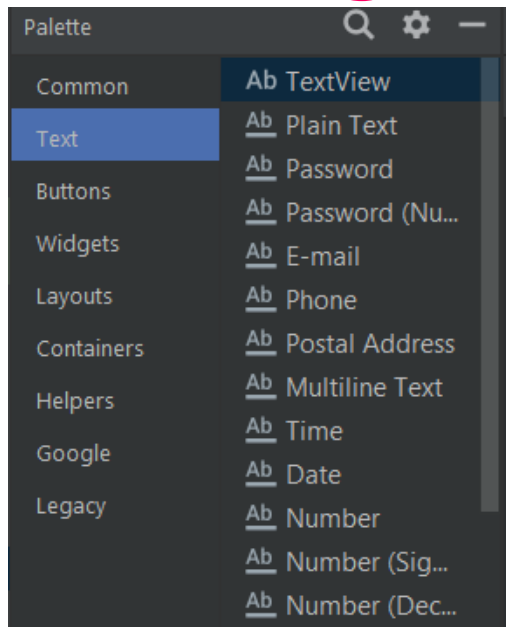 Palette
Common
Text
Buttons
Widgets
Layouts
Containers
Helpers
Google
Legacy
Ab TextView
Ab Plain Text
Ab Password
Ab Password (Nu...
Ab E-mail
Ab Phone
Ab Postal Address
Ab Multiline Text
Ab Time
Ab Date
Ab Number
Ab Number (Sig...
Ab Number (Dec...